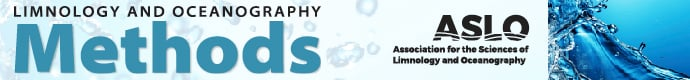 LIMNOLOGY AND OCEANOGRAPHY
Methods
ASLO
Association for the Sciences of
Limnology and Oceanography